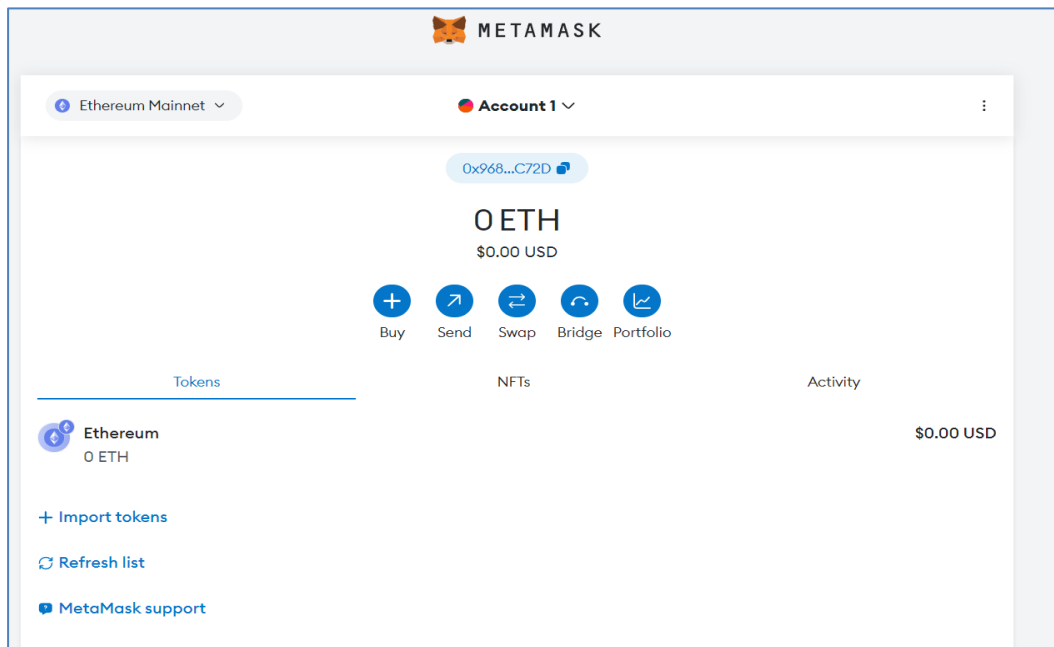 METAMASK
Ethereum Mainnet
Account 1
0x968...C72D
0 ETH
$0.00 USD
Buy Send Swap Bridge Portfolio
Tokens NFTs Activity
Ethereum $0.00 USD
0 ETH
Import tokens
Refresh list
MetaMask support